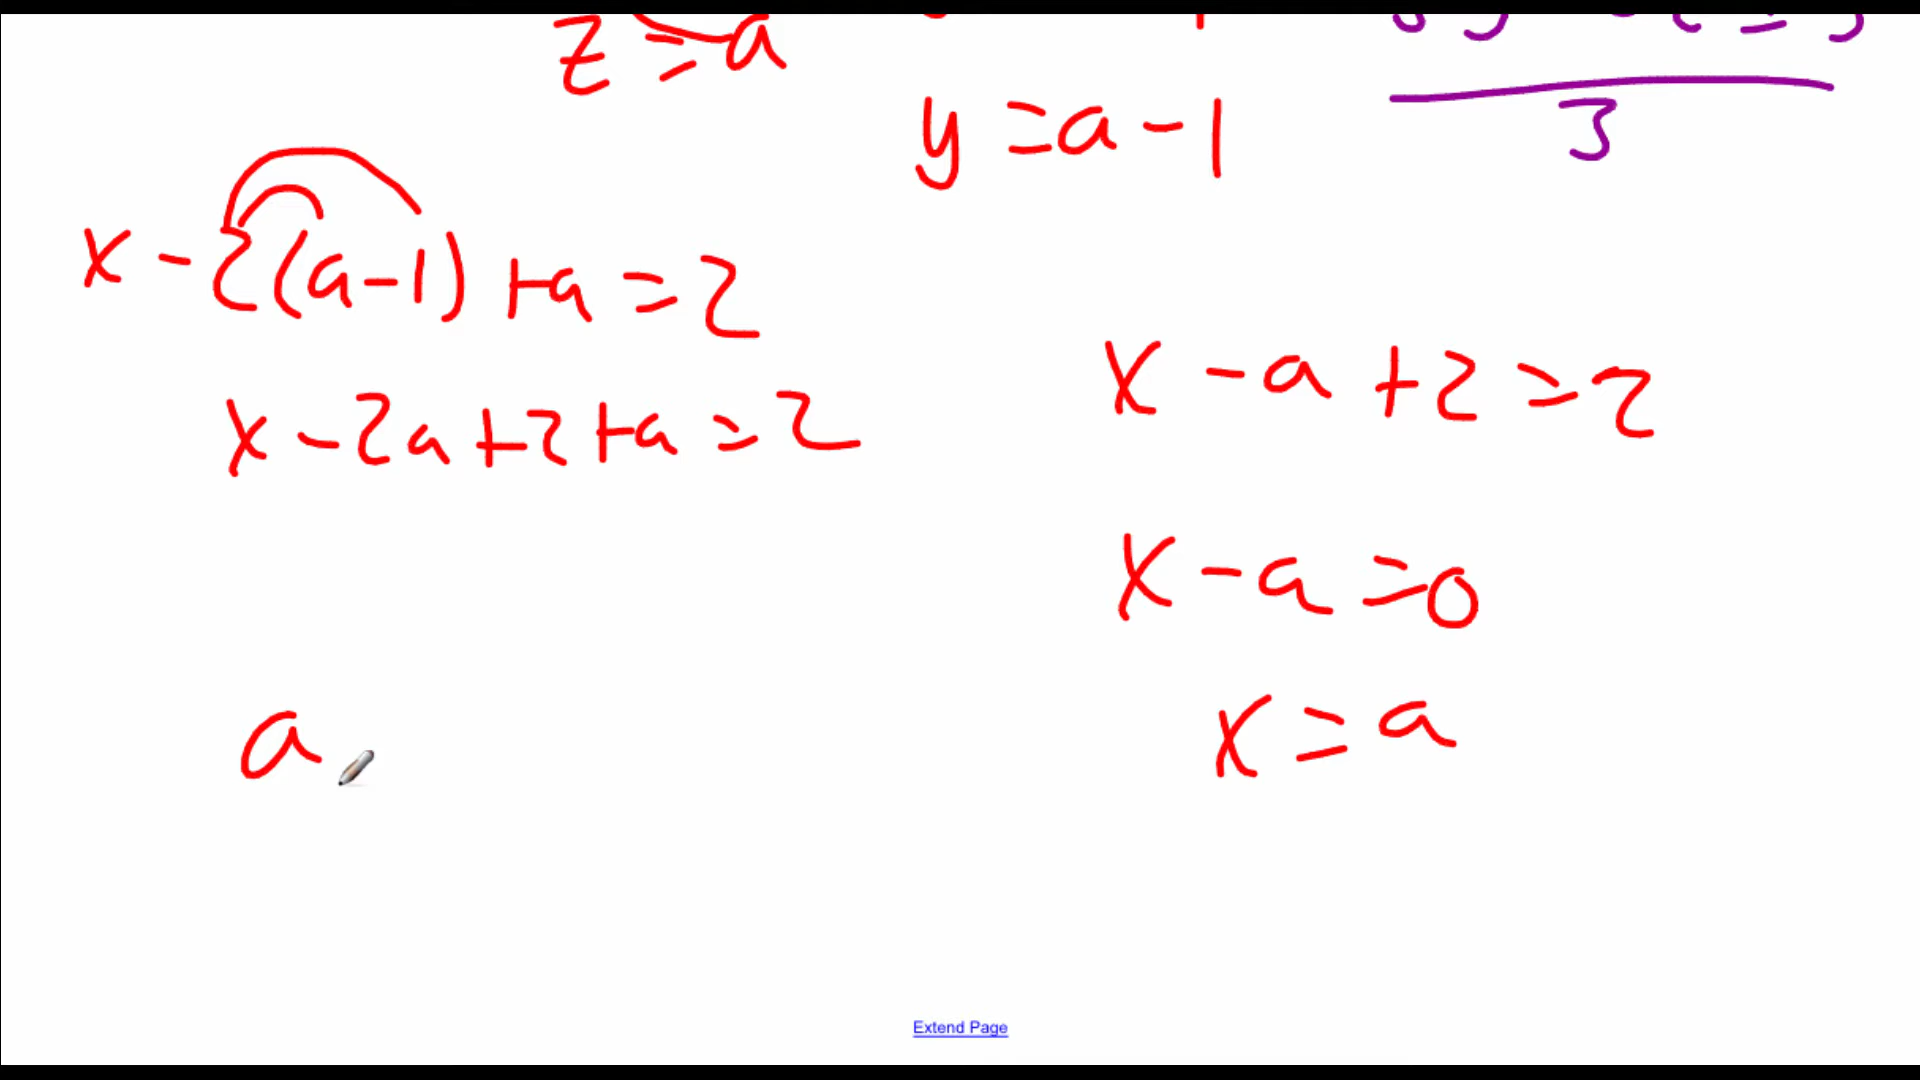 z = a
y = a - 1
3
x - 2(a - 1) + a = 2
x - 2a + 2 + a = 2
x - a + 2 = 2
x - a = 0
x = a
a
Extend Page